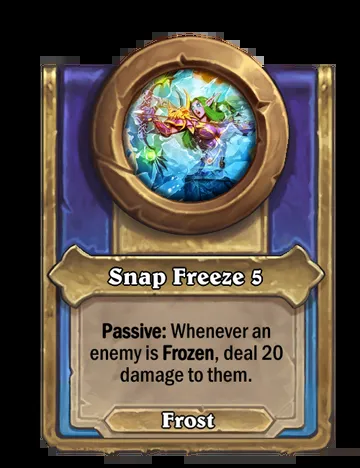 Snap Freeze 5
Passive: Whenever an
enemy is Frozen, deal 20
damage to them.
Frost